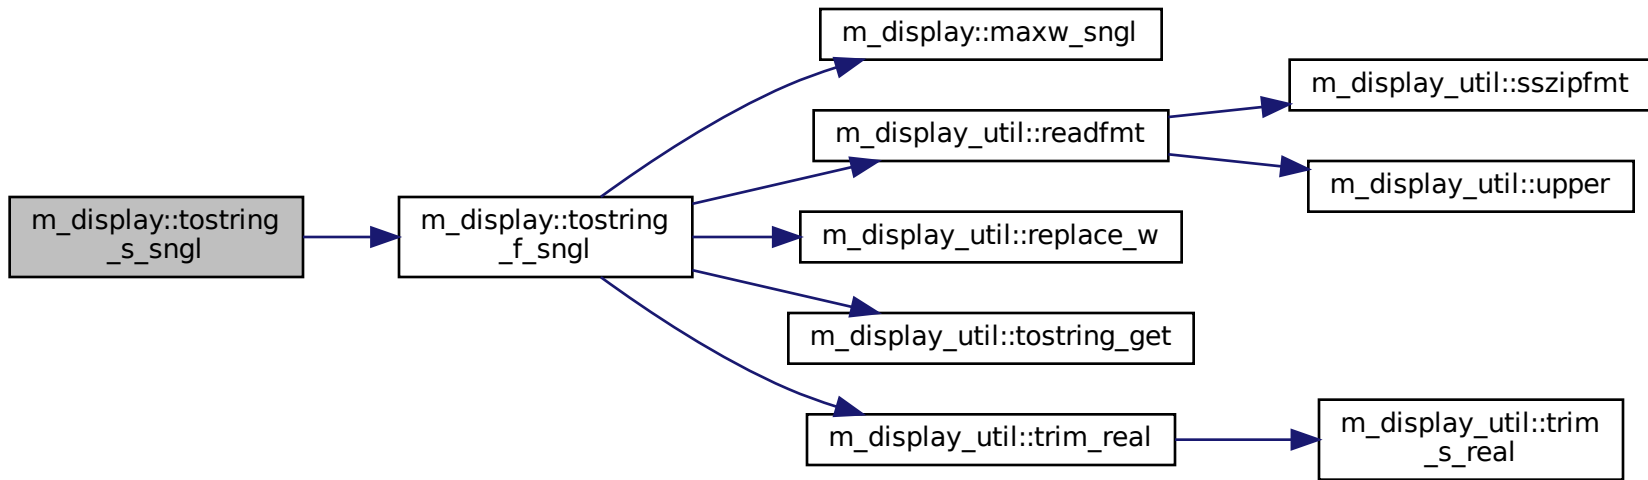 m_display::tostring
_s_sngl
m_display::tostring
_f_sngl
m_display::maxw_sngl
m_display_util::readfmt
m_display_util::sszipfmt
m_display_util::upper
m_display_util::replace_w
m_display_util::tostring_get
m_display_util::trim_real
m_display_util::trim
_s_real